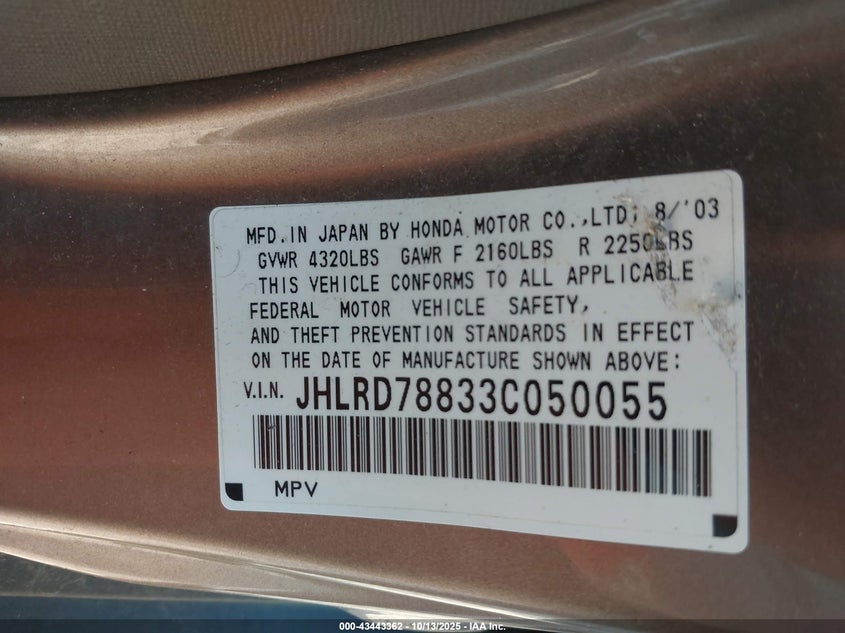 MFD. IN JAPAN BY HONDA MOTOR CO.,LTD; 8/'03
GVWR 4320LBS GAWR F 2160LBS R 2250LBS
THIS VEHICLE CONFORMS TO ALL APPLICABLE
FEDERAL MOTOR VEHICLE SAFETY,
AND THEFT PREVENTION STANDARDS IN EFFECT
ON THE DATE OF MANUFACTURE SHOWN ABOVE:
V.I.N. JHLRD78833C050055
MPV
000-43443362 - 10/13/2025 - IAA Inc.